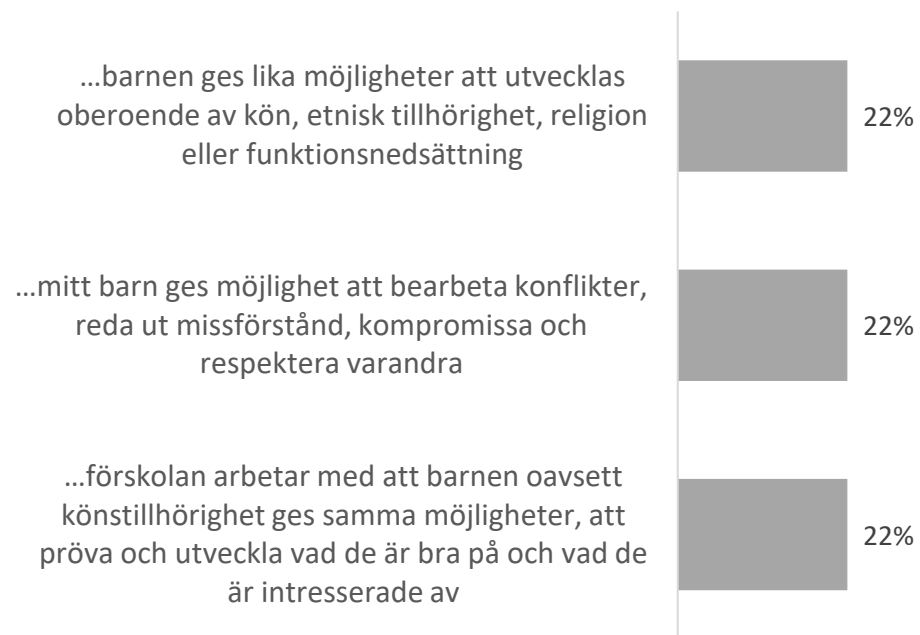 ...barnen ges lika möjligheter att utvecklas
oberoende av kön, etnisk tillhörighet, religion
eller funktionsnedsättning
22%
...mitt barn ges möjlighet att bearbeta konflikter,
reda ut missförstånd, kompromissa och
respektera varandra
22%
...förskolan arbetar med att barnen oavsett
könstillhörighet ges samma möjligheter, att
pröva och utveckla vad de är bra på och vad de
är intresserade av
22%